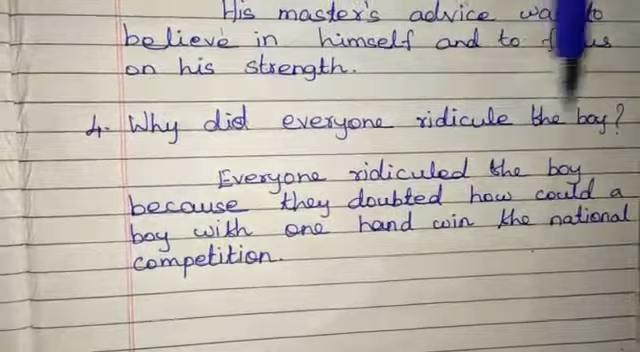 His master's advice to
believe in himself and to
on his strength.
4. Why did everyone ridicule the boy?
Everyone ridiculed the boy
because they doubted how could a
boy with one hand win the national
competition.